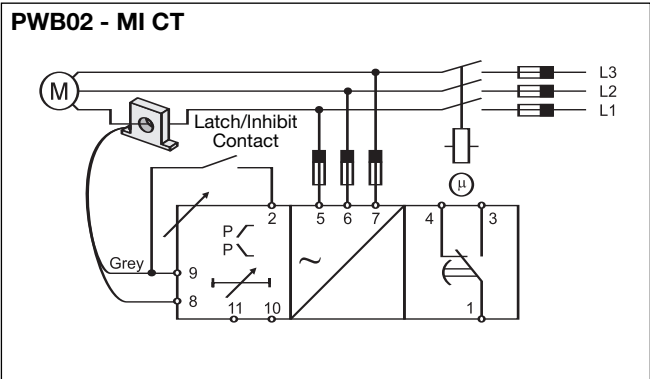 PWB02 - MI CT
L3
L2
L1
M
Latch/Inhibit
Contact
μ
2
5
6
7
4
3
P
P
~
Grey
9
8
11
10
1